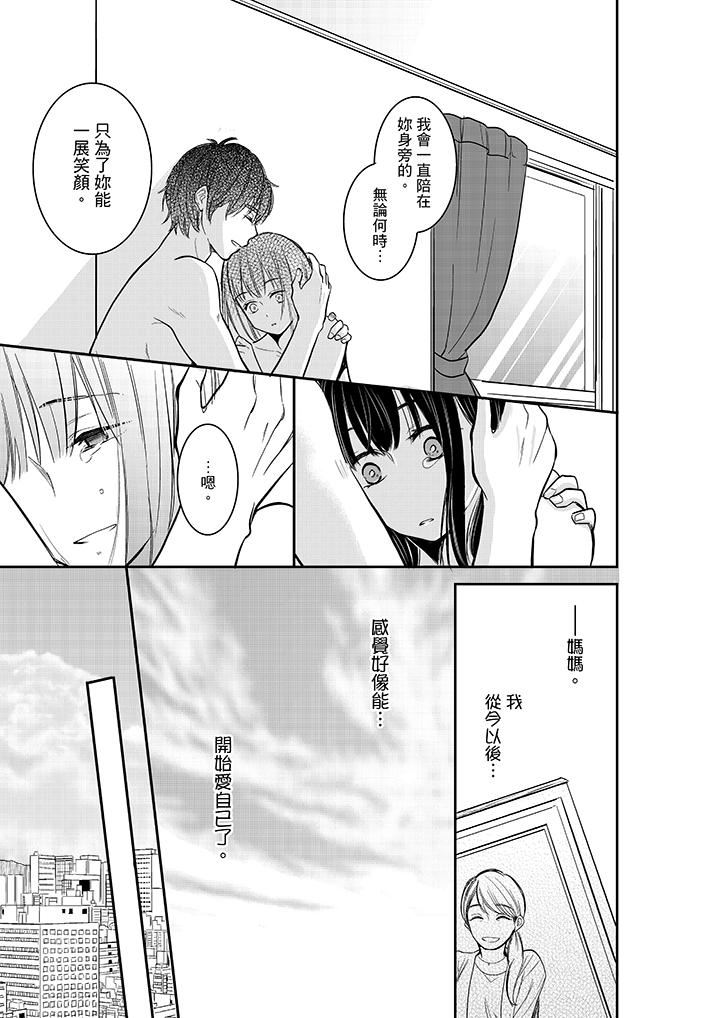 我會一直陪在
妳身旁的。
無論何時…
只為了妳能
一展笑顏。
…嗯。
—媽媽。
我
從今以後…
感覺好像能…
開始愛自己了。